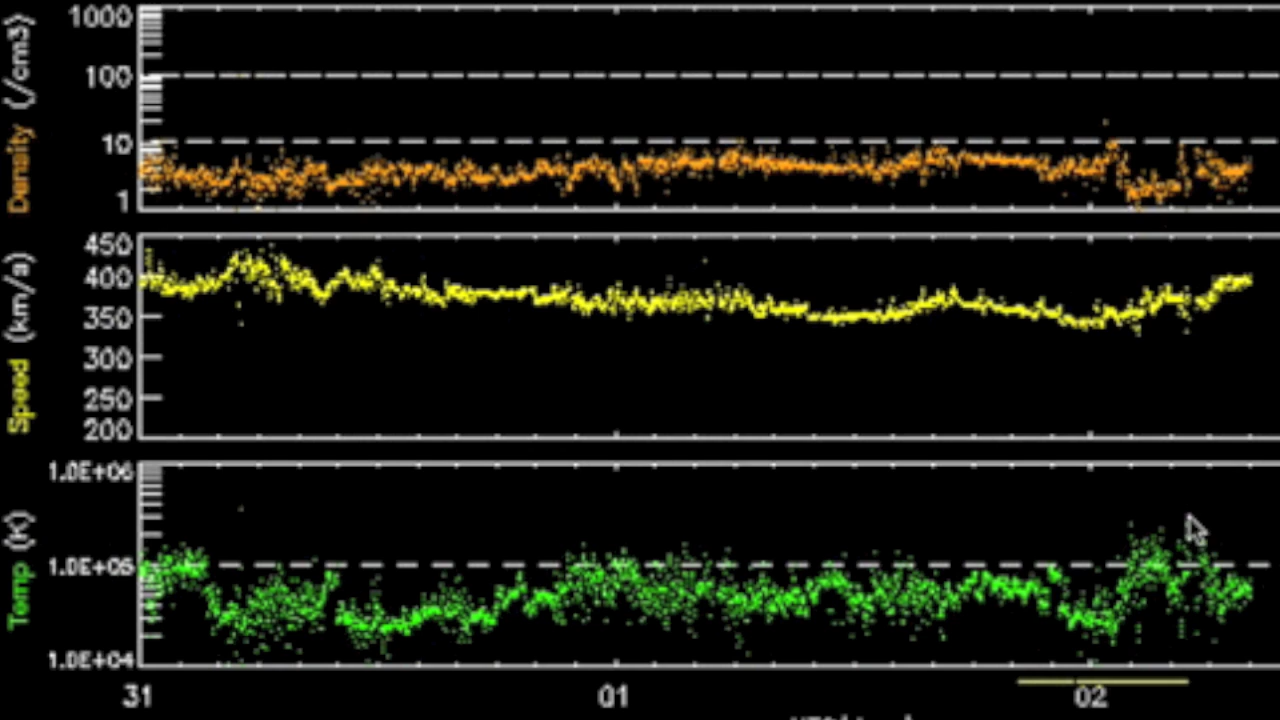 1000
100
10
1
Density (/cm3)
450
400
350
300
250
200
Speed (km/s)
1.0E+06
1.0E+05
1.0E+04
Temp (K)
31 01 02